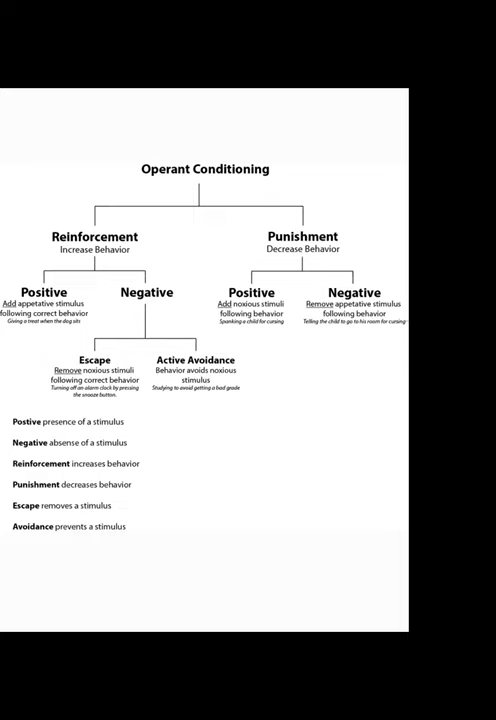 Operant Conditioning
Reinforcement
Increase Behavior
Punishment
Decrease Behavior
Positive
Add appetative stimulus
following correct behavior
Giving a treat when the dog sits
Negative
Positive
Add noxious stimuli
following behavior
Spanking a child for cursing
Negative
Remove appetative stimulus
following behavior
Telling the child to go to his room for cursing
Escape
Remove noxious stimuli
following correct behavior
Turning off an alarm clock by pressing
the snooze button.
Active Avoidance
Behavior avoids noxious
stimulus
Studying to avoid getting a bad grade
Postive presence of a stimulus
Negative absense of a stimulus
Reinforcement increases behavior
Punishment decreases behavior
Escape removes a stimulus
Avoidance prevents a stimulus